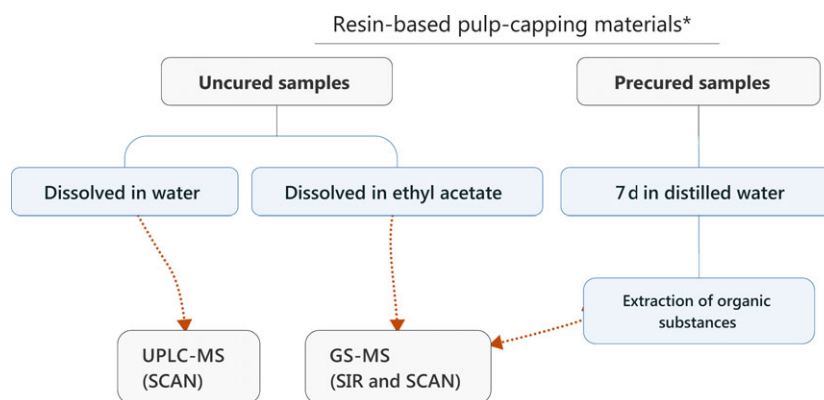 Resin-based pulp-capping materials*
Uncured samples
Precured samples
Dissolved in water
Dissolved in ethyl acetate
7d in distilled water
Extraction of organic
substances
UPLC-MS
(SCAN)
GS-MS
(SIR and SCAN)